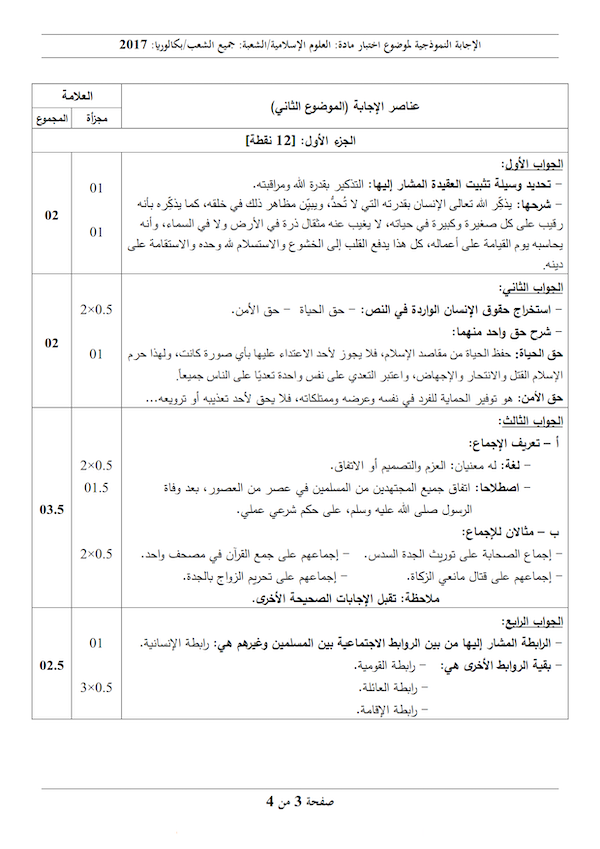 الإجابة النموذجية لموضوع اختبار مادة: العلوم الإسلامية/الشعبة: جميع الشعب/بكالوريا: 2017
عناصر الإجابة (الموضوع الثاني)
العلامة
مجزأة
المجموع
الجزء الأول: [12 نقطة]
الجواب الأول:
– تحديد وسيلة تثبيت العقيدة المشار إليها: التذكير بقدرة الله ومراقبته.
01
– شرحها: يذكّر الله تعالى الإنسان بقدرته التي لا تُحدُّ، ويبيّن مظاهر ذلك في خلقه، كما يذكّره بأنه
رقيب على كل صغيرة وكبيرة في حياته، لا يغيب عنه مثقال ذرة في الأرض ولا في السماء، وأنه
01
02
يحاسبه يوم القيامة على أعماله، كل هذا يدفع القلب إلى الخشوع والاستسلام لله وحده والاستقامة على
دينه.
الجواب الثاني:
– استخراج حقوق الإنسان الواردة في النص: – حق الحياة – حق الأمن.
2×0.5
– شرح حق واحد منهما:
حق الحياة: حفظ الحياة من مقاصد الإسلام، فلا يجوز لأحد الاعتداء عليها بأي صورة كانت، ولهذا حرم
01
02
الإسلام القتل والانتحار والإجهاض، واعتبر التعدي على نفس واحدة تعديًا على الناس جميعاً.
حق الأمن: هو توفير الحماية للفرد في نفسه وعرضه وممتلكاته، فلا يحق لأحد تعذيبه أو ترويعه...
الجواب الثالث:
أ – تعريف الإجماع:
– لغة: له معنيان: العزم والتصميم أو الاتفاق.
2×0.5
– اصطلاحا: اتفاق جميع المجتهدين من المسلمين في عصر من العصور، بعد وفاة
01.5
الرسول صلى الله عليه وسلم، على حكم شرعي عملي.
03.5
ب – مثالان للإجماع:
– إجماع الصحابة على توريث الجدة السدس. – إجماعهم على جمع القرآن في مصحف واحد.
2×0.5
– إجماعهم على قتال مانعي الزكاة. – إجماعهم على تحريم الزواج بالجدة.
ملاحظة: تقبل الإجابات الصحيحة الأخرى.
الجواب الرابع:
– الرابطة المشار إليها من بين الروابط الاجتماعية بين المسلمين وغيرهم هي: رابطة الإنسانية.
01
– بقية الروابط الأخرى هي: – رابطة القومية.
02.5
– رابطة العائلة.
3×0.5
– رابطة الإقامة.
صفحة 3 من 4